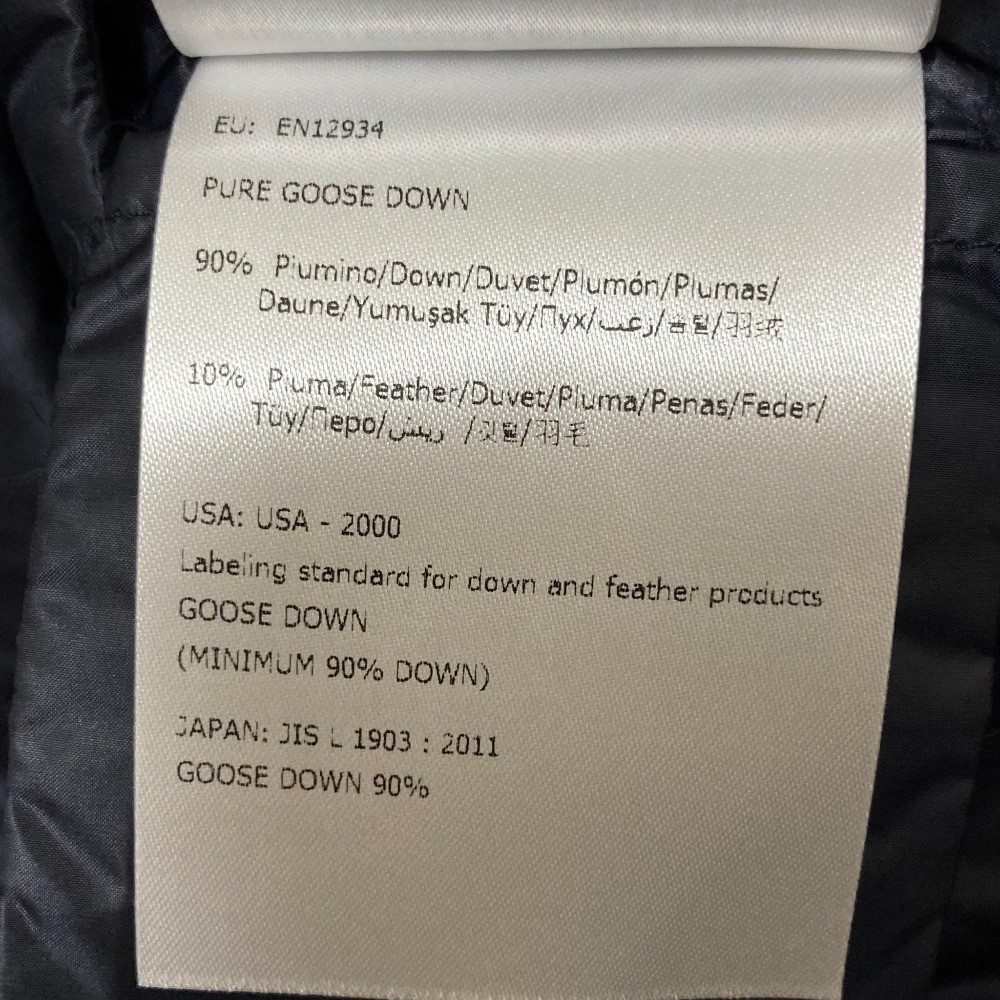 EU: EN12934
PURE GOOSE DOWN
90% Piumino/Down/Duvet/Plumón/Plumas/
Daune/Yumuşak Tüy/Пух/زغب/솜털/羽绒
10% Piuma/Feather/Duvet/Pluma/Penas/Feder/
Tüy/Перо/ريش /깃털/羽毛
USA: USA - 2000
Labeling standard for down and feather products
GOOSE DOWN
(MINIMUM 90% DOWN)
JAPAN: JIS L 1903 : 2011
GOOSE DOWN 90%